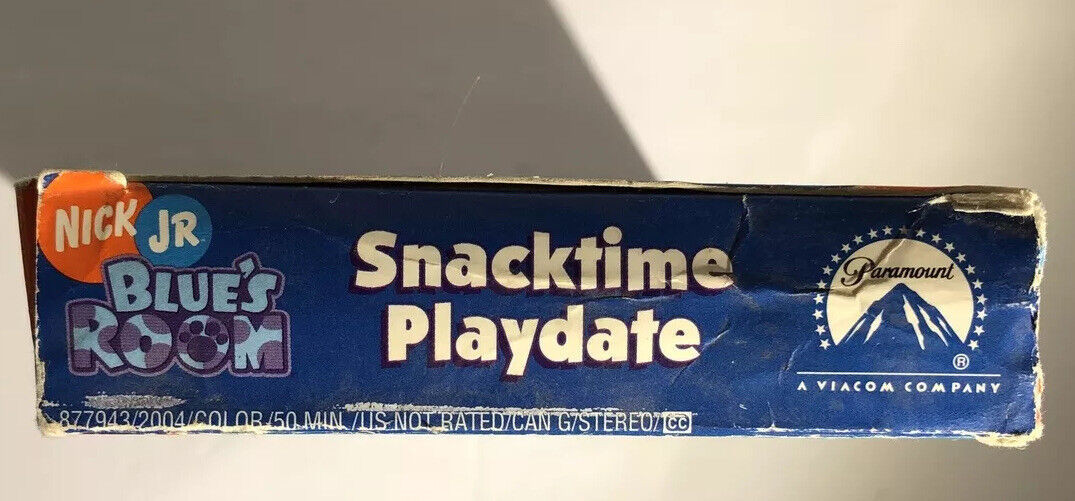 NICK JR
BLUE'S
ROOM
Snacktime
Playdate
Paramount
®
A VIACOM COMPANY
877943/2004/COLOR/50 MIN./US NOT RATED/CAN G/STEREO/CC